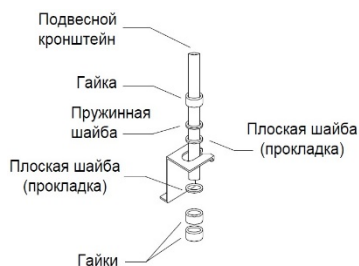 Подвесной
кронштейн
Гайка
Пружинная
шайба
Плоская шайба
(прокладка)
Плоская шайба
(прокладка)
Гайки